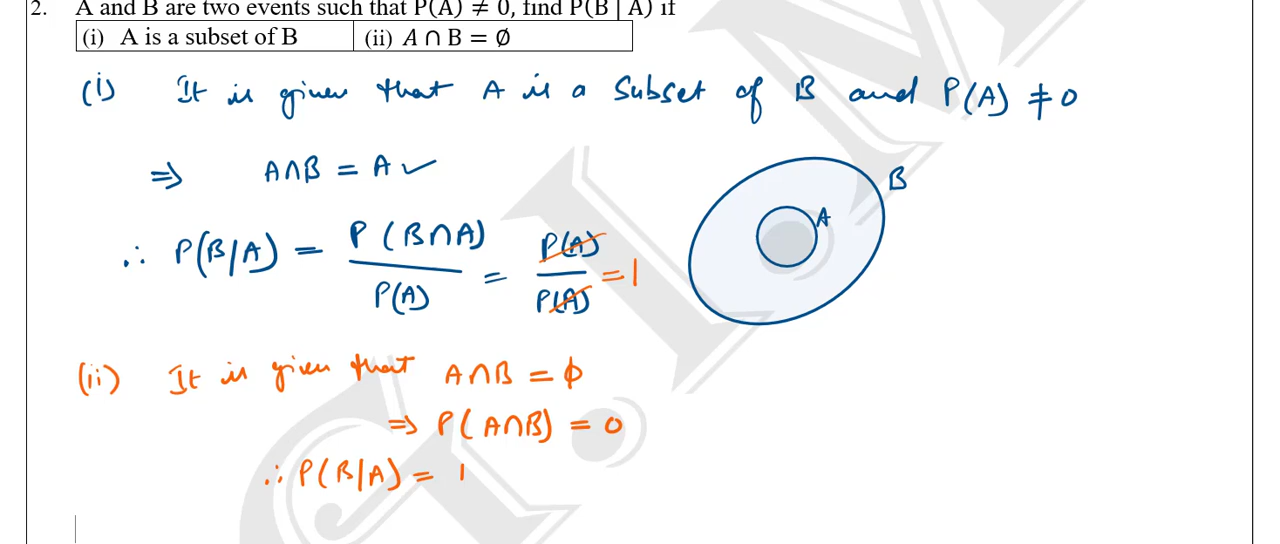 2. A and B are two events such that P(A) ≠ 0, find P(B | A) if
(i) A is a subset of B (ii) A ∩ B = Ø
(i) It is given that A is a subset of B and P(A) ≠ 0
⇒ A∩B = A ✓
B
A
∴ P(B/A) = P(B∩A) / P(A) = P(A) / P(A) = 1
(ii) It is given that A∩B = ϕ
⇒ P(A∩B) = 0
∴ P(B/A) = 1